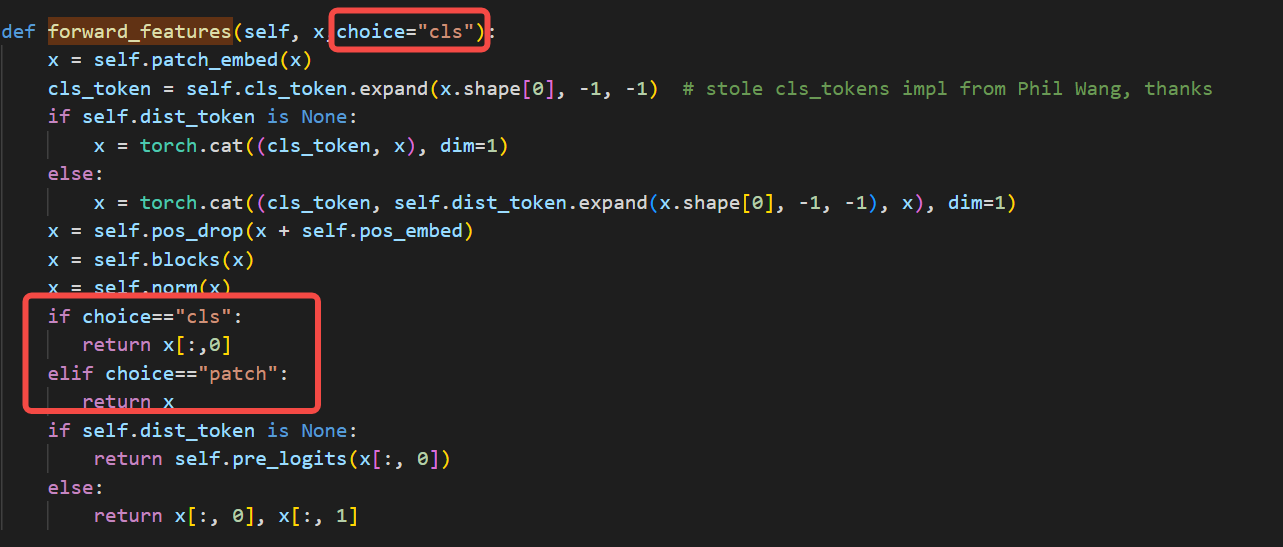 def forward_features(self, x,choice="cls"):
x = self.patch_embed(x)
cls_token = self.cls_token.expand(x.shape[0], -1, -1)  # stole cls_tokens impl from Phil Wang, thanks
if self.dist_token is None:
x = torch.cat((cls_token, x), dim=1)
else:
x = torch.cat((cls_token, self.dist_token.expand(x.shape[0], -1, -1), x), dim=1)
x = self.pos_drop(x + self.pos_embed)
x = self.blocks(x)
x = self.norm(x)
if choice=="cls":
return x[:,0]
elif choice=="patch":
return x
if self.dist_token is None:
return self.pre_logits(x[:, 0])
else:
return x[:, 0], x[:, 1]